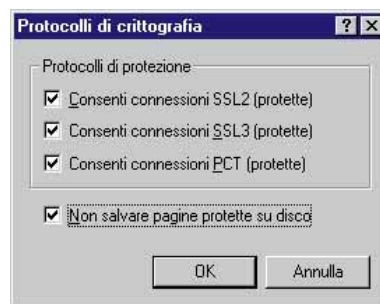 Protocolli di crittografia
Protocolli di protezione
Consenti connessioni SSL2 (protette)
Consenti connessioni SSL3 (protette)
Consenti connessioni PCT (protette)
Non salvare pagine protette su disco
OK
Annulla